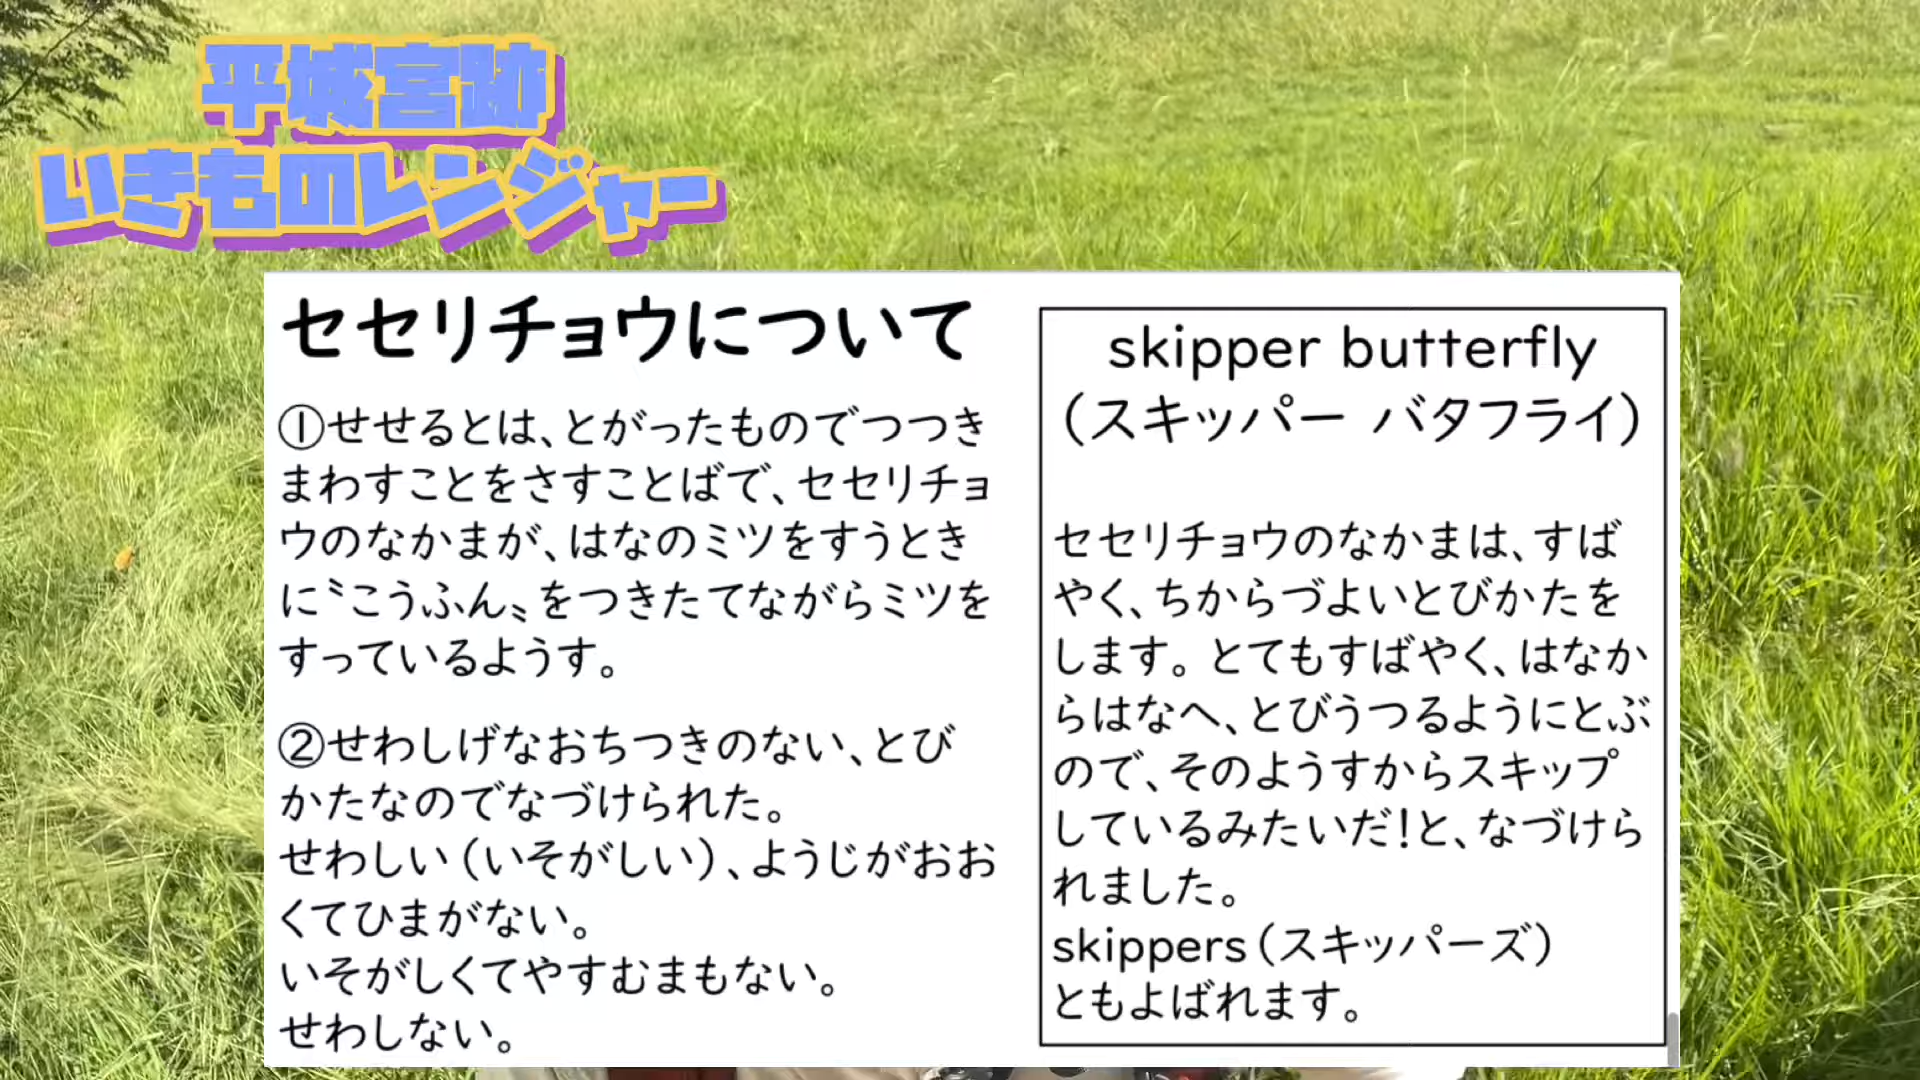 平城宮跡
いきものレンジャー
セセリチョウについて
①せせるとは、とがったものでつつき
まわすことをさすことばで、セセリチョ
ウのなかまが、はなのミツをすうとき
に〝こうふん〟をつきたてながらミツを
すっているようす。
②せわしげなおちつきのない、とび
かたなのでなづけられた。
せわしい（いそがしい）、ようじがおお
くてひまがない。
いそがしくてやすむまもない。
せわしない。
skipper butterfly
（スキッパー バタフライ）
セセリチョウのなかまは、すば
やく、ちからづよいとびかたを
します。とてもすばやく、はなか
らはなへ、とびうつるようにとぶ
ので、そのようすからスキップ
しているみたいだ！と、なづけら
れました。
skippers（スキッパーズ）
ともよばれます。